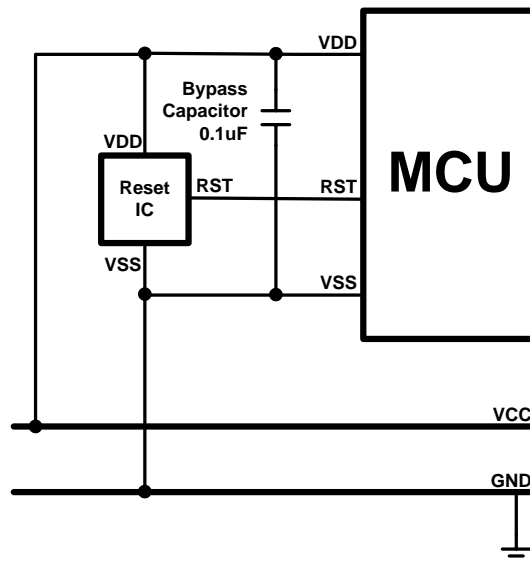 VDD
Bypass
Capacitor
0.1uF
VDD
Reset
IC
RST
RST
MCU
VSS
VSS
VCC
GND